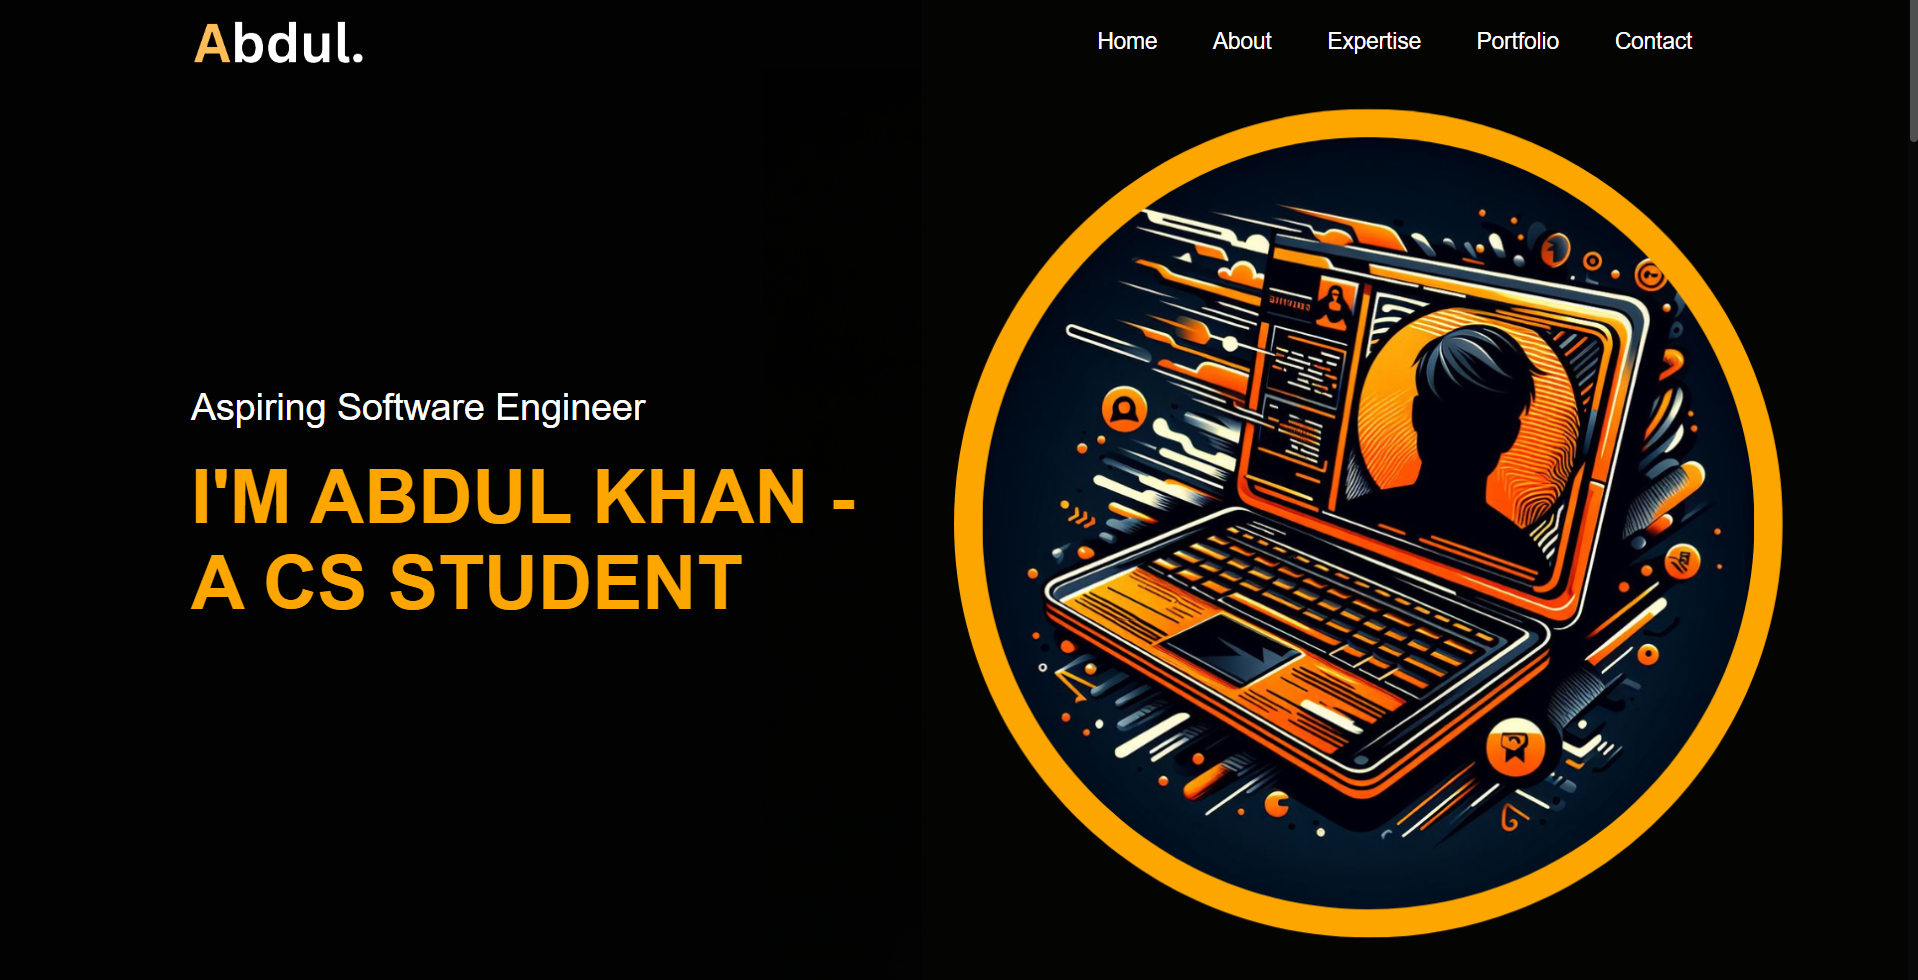 Abdul.
Home About Expertise Portfolio Contact
Aspiring Software Engineer
I'M ABDUL KHAN -
A CS STUDENT